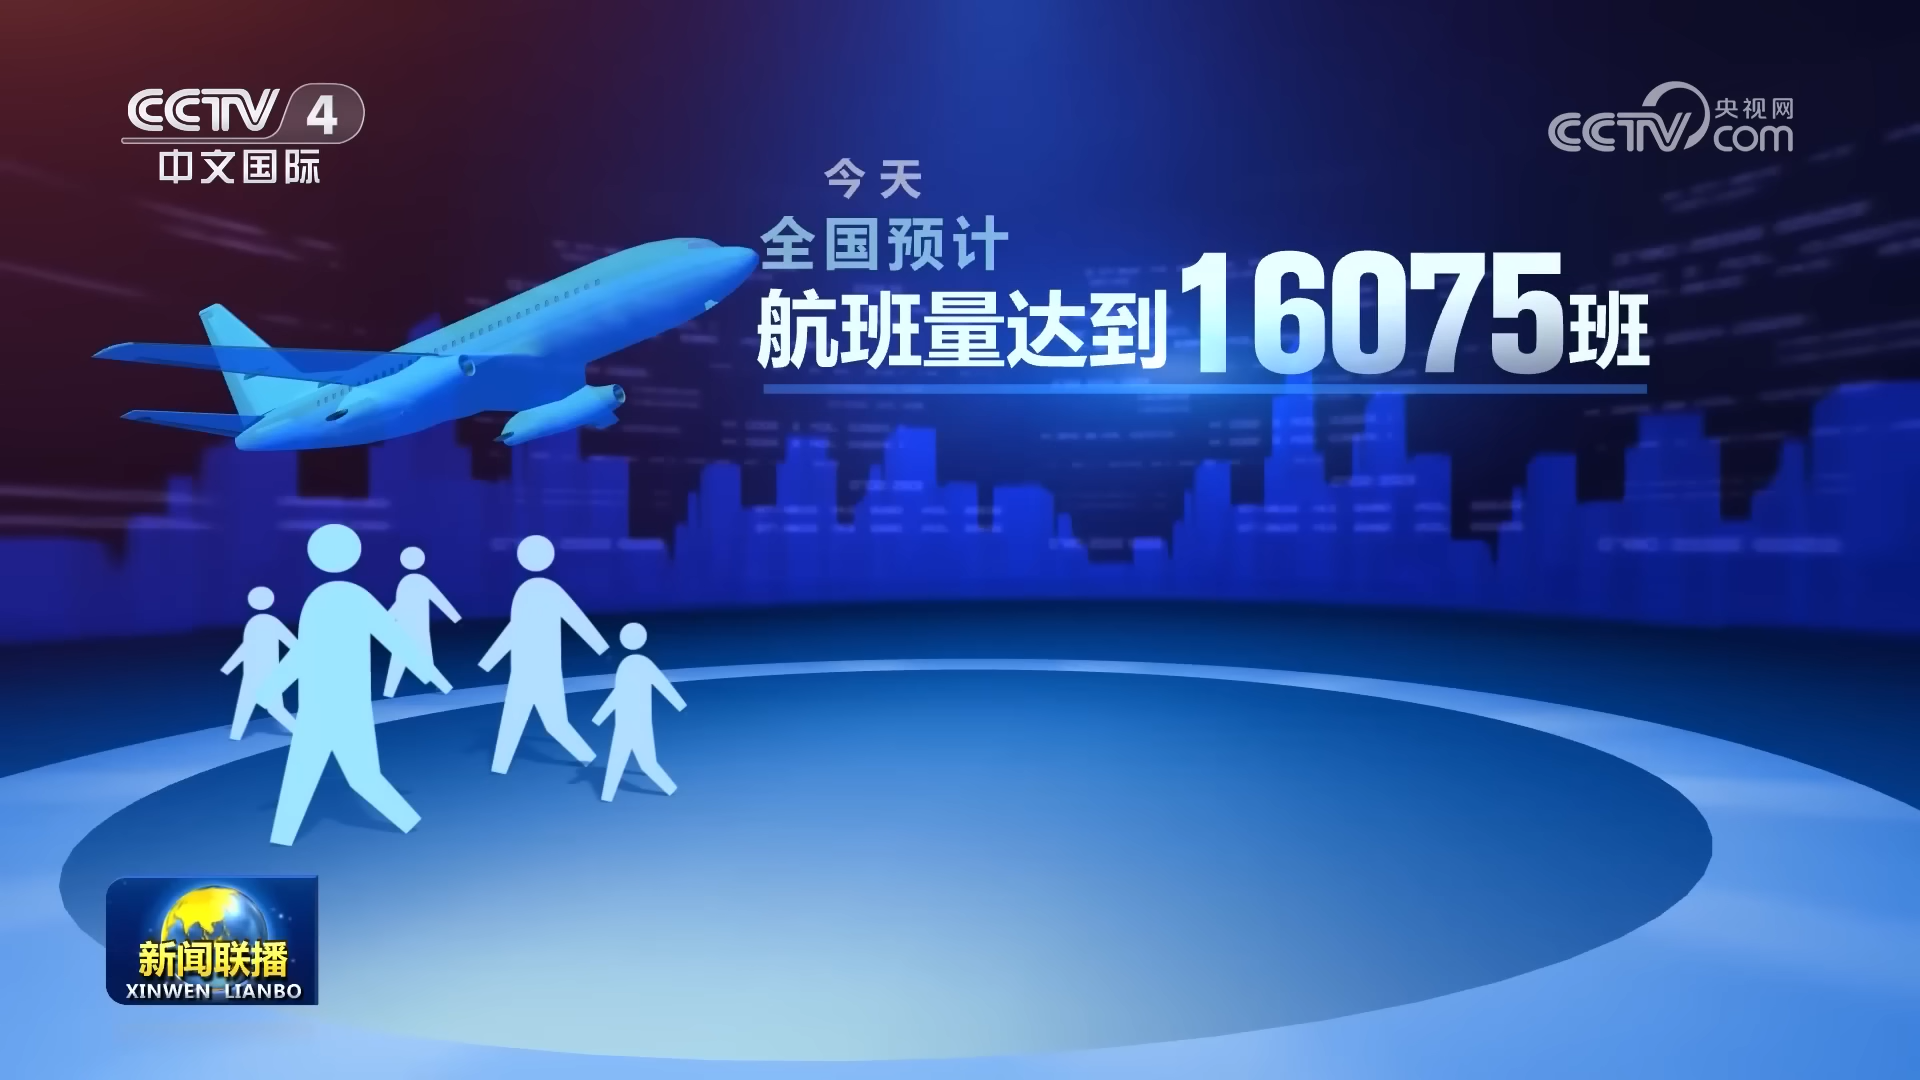 CCTV 4
中文国际
央视网
CCTV.com
今天
全国预计
航班量达到16075班
新闻联播
XINWEN LIANBO